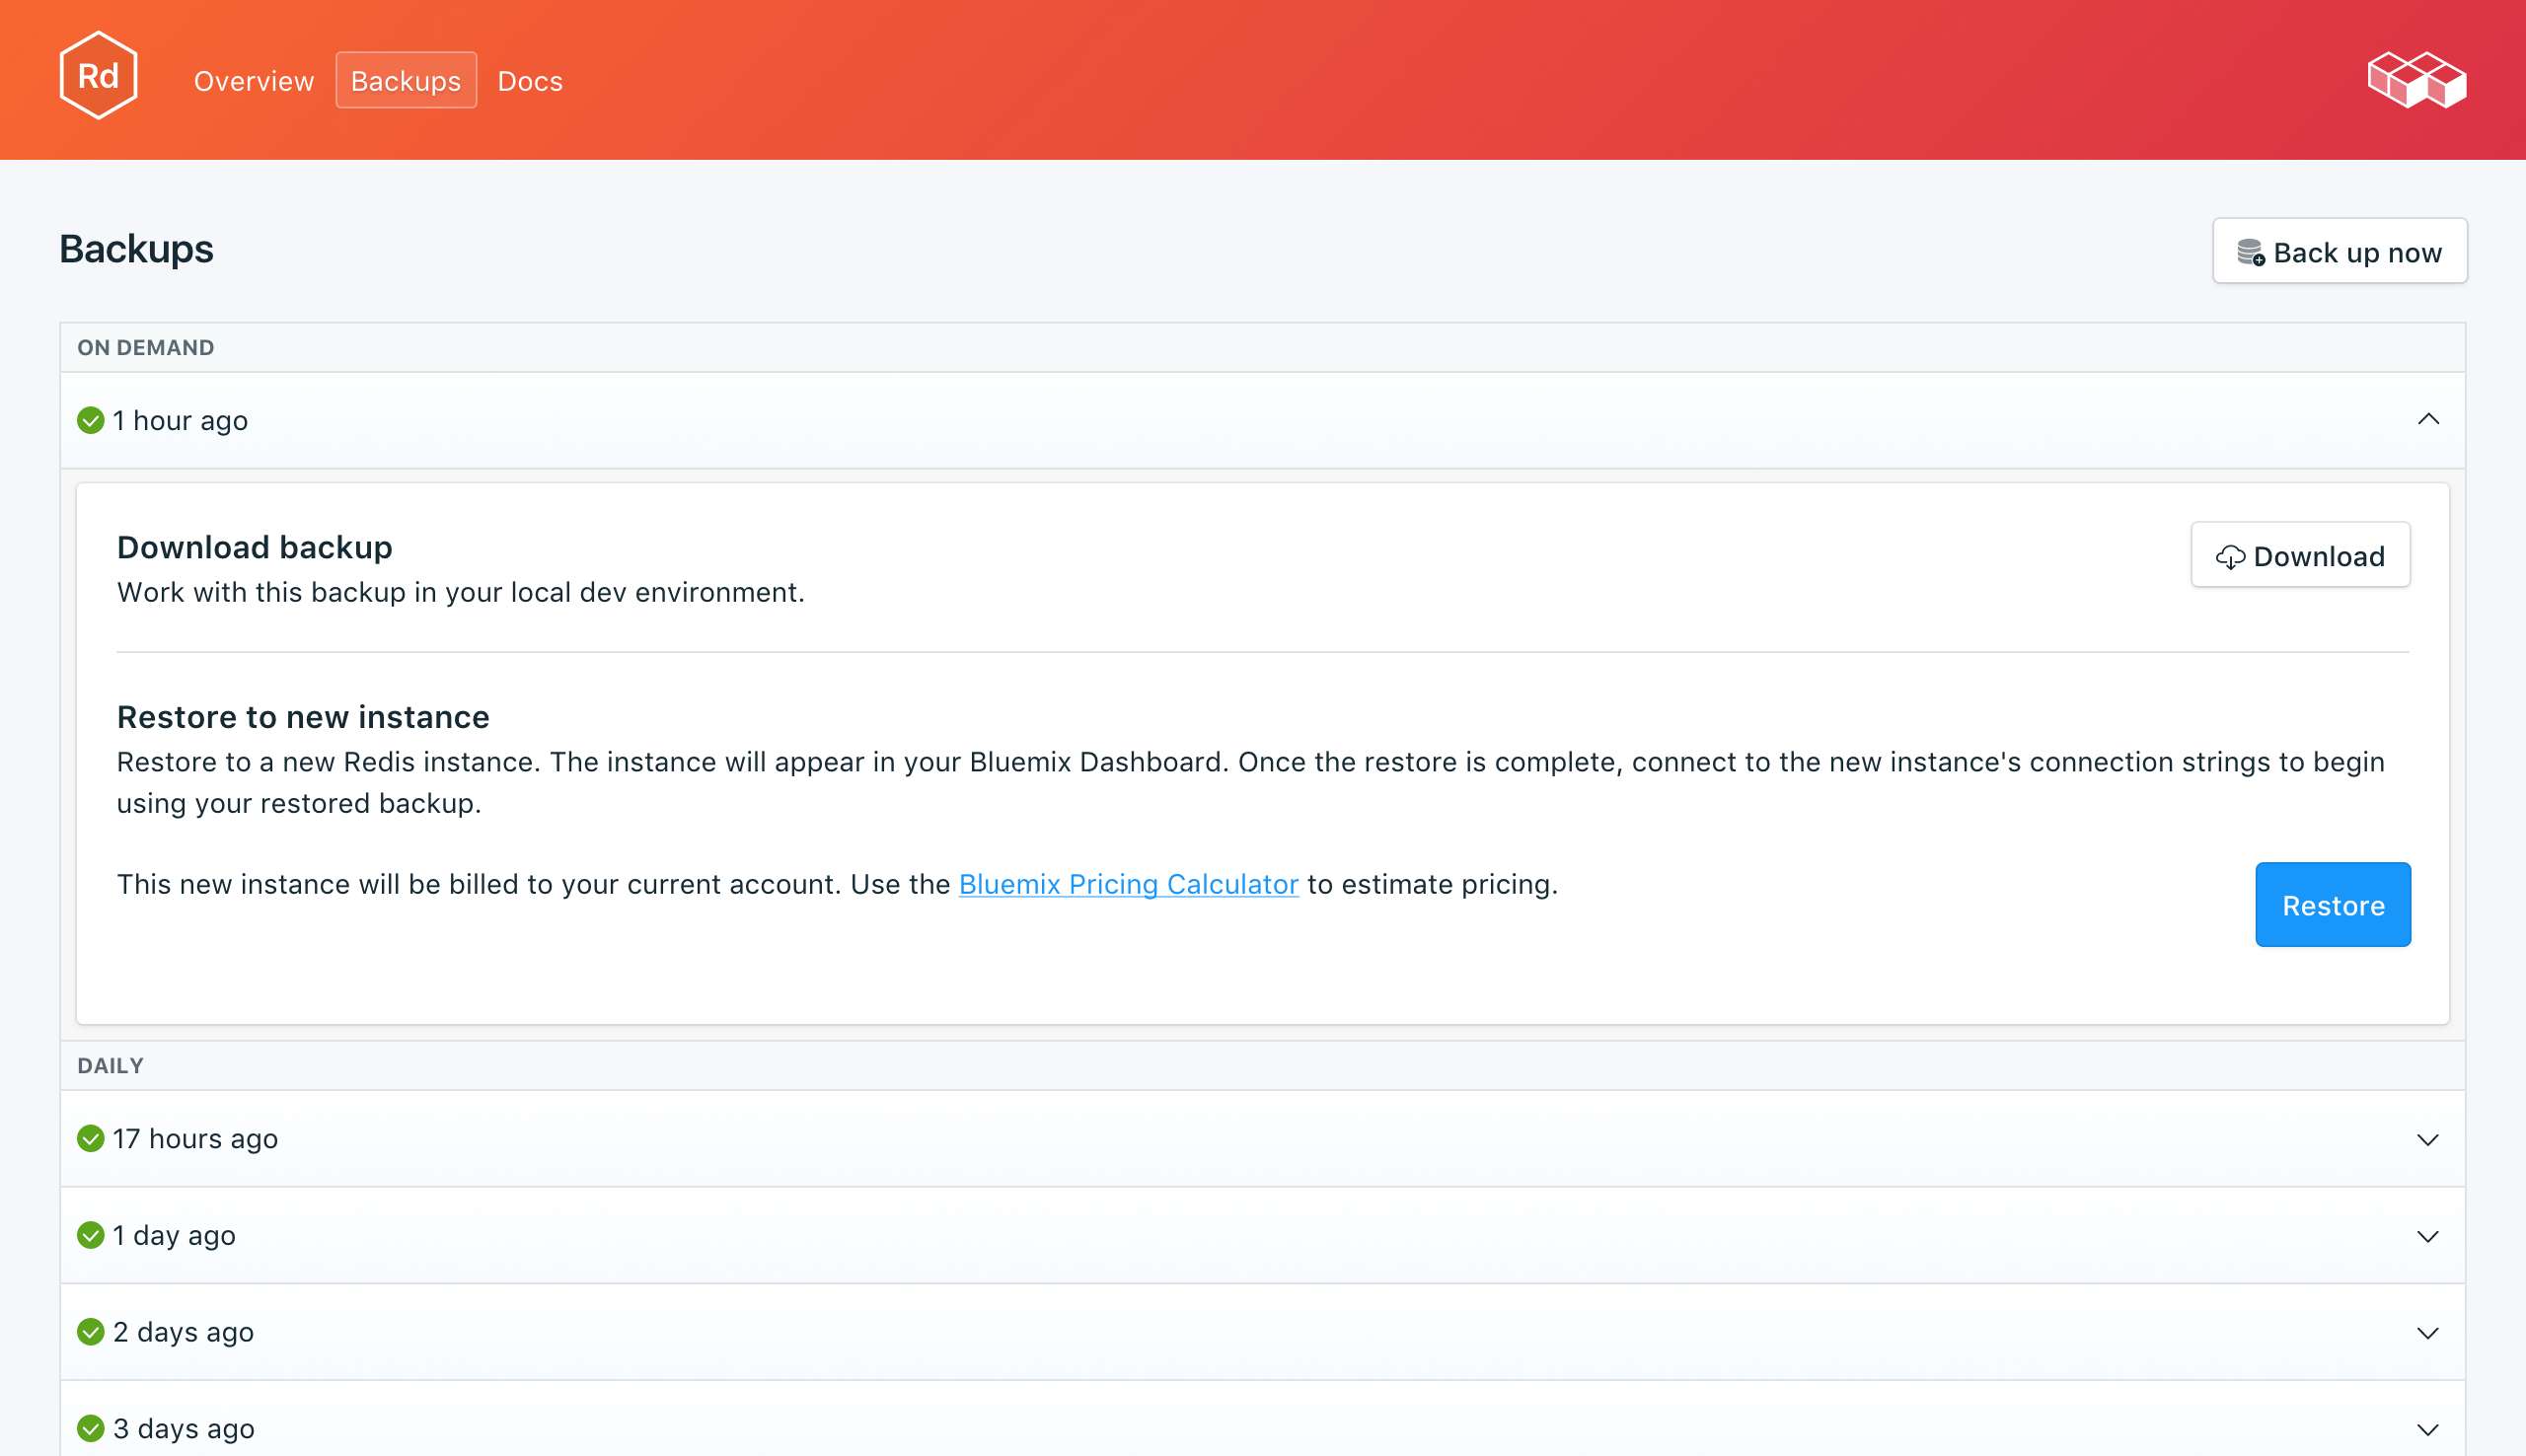 Rd
Overview
Backups
Docs
Backups
Back up now
ON DEMAND
1 hour ago
Download backup
Download
Work with this backup in your local dev environment.
Restore to new instance
Restore to a new Redis instance. The instance will appear in your Bluemix Dashboard. Once the restore is complete, connect to the new instance's connection strings to begin
using your restored backup.
This new instance will be billed to your current account. Use the Bluemix Pricing Calculator to estimate pricing.
Restore
DAILY
17 hours ago
1 day ago
2 days ago
3 days ago